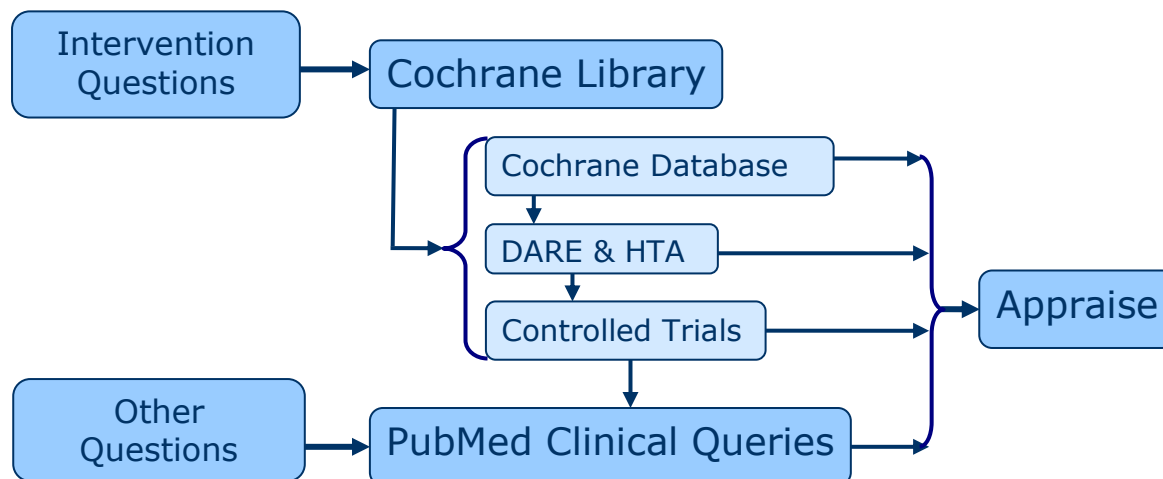 Intervention
Questions
Cochrane Library
Cochrane Database
DARE & HTA
Controlled Trials
Appraise
Other
Questions
PubMed Clinical Queries